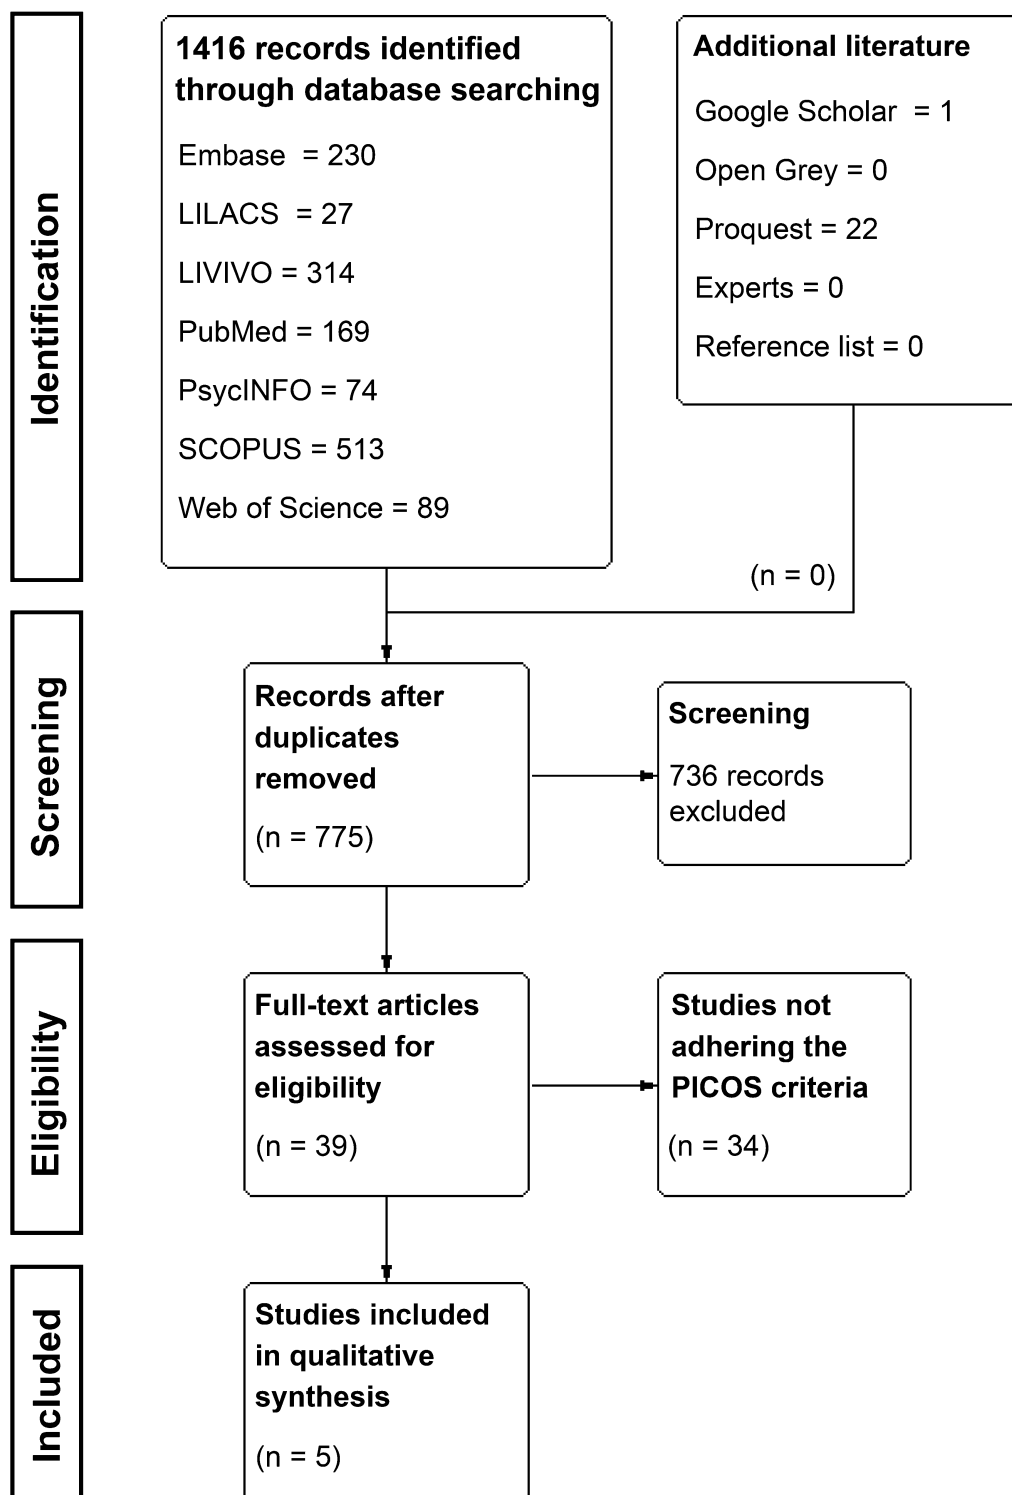 Identification
1416 records identified
through database searching
Embase = 230
LILACS = 27
LIVIVO = 314
PubMed = 169
PsycINFO = 74
SCOPUS = 513
Web of Science = 89
Additional literature
Google Scholar = 1
Open Grey = 0
Proquest = 22
Experts = 0
Reference list = 0
(n = 0)
Screening
Records after
duplicates
removed
(n = 775)
Screening
736 records
excluded
Eligibility
Full-text articles
assessed for
eligibility
(n = 39)
Studies not
adhering the
PICOS criteria
(n = 34)
Included
Studies included
in qualitative
synthesis
(n = 5)